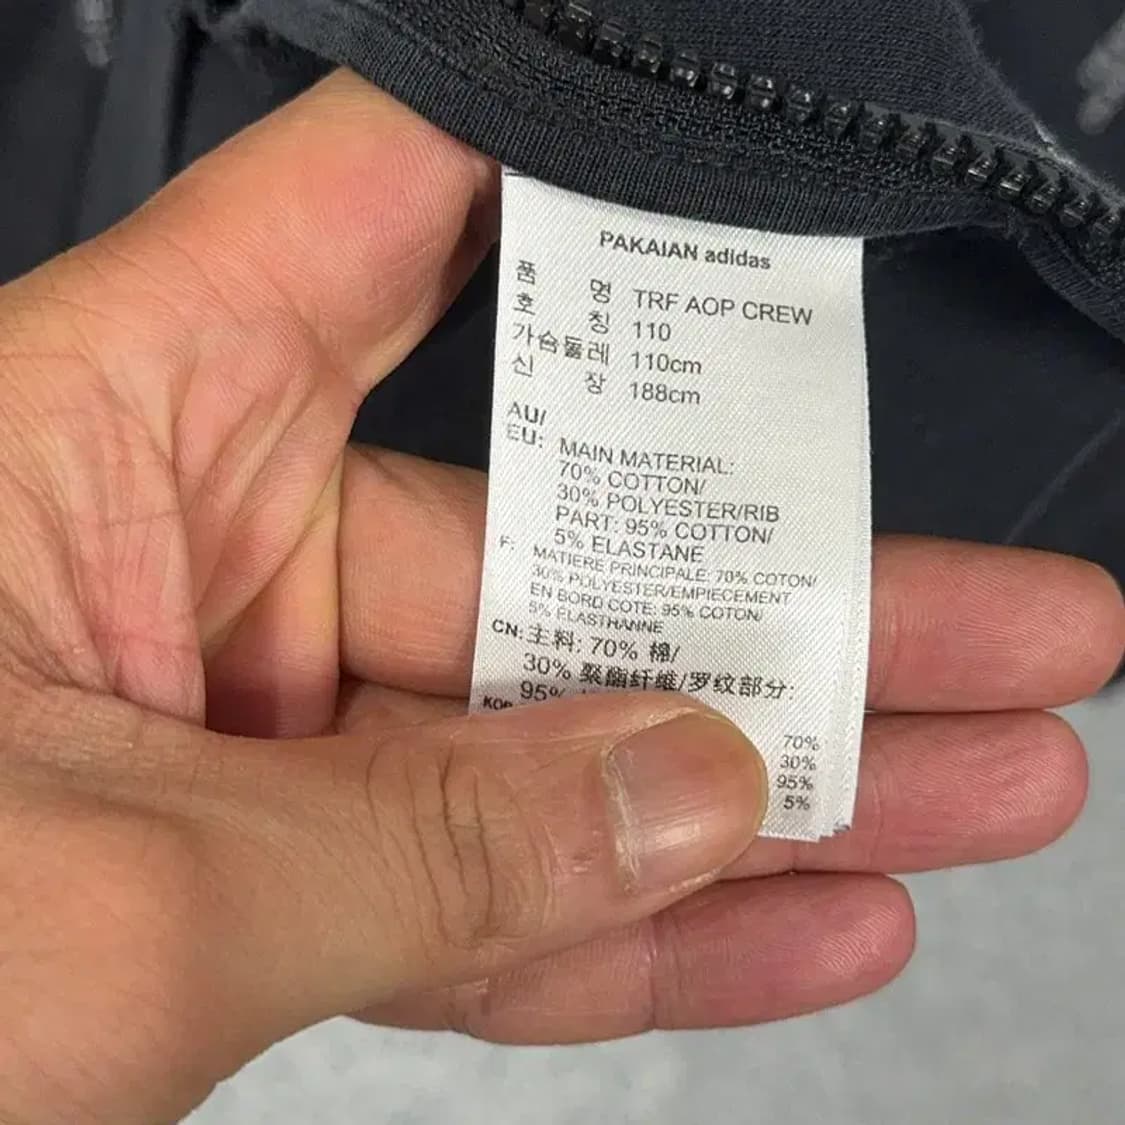 PAKAIAN adidas
품 명 TRF AOP CREW
호 칭 110
가슴둘레 110cm
신 장 188cm
AU/
EU: MAIN MATERIAL:
70% COTTON/
30% POLYESTER/RIB
PART: 95% COTTON/
5% ELASTANE
F: MATIERE PRINCIPALE: 70% COTON/
30% POLYESTER/EMPIECEMENT
EN BORD COTE: 95% COTON/
5% ELASTHANNE
CN: 主料: 70% 棉/
30% 聚酯纤维/罗纹部分:
95%
70%
30%
95%
5%